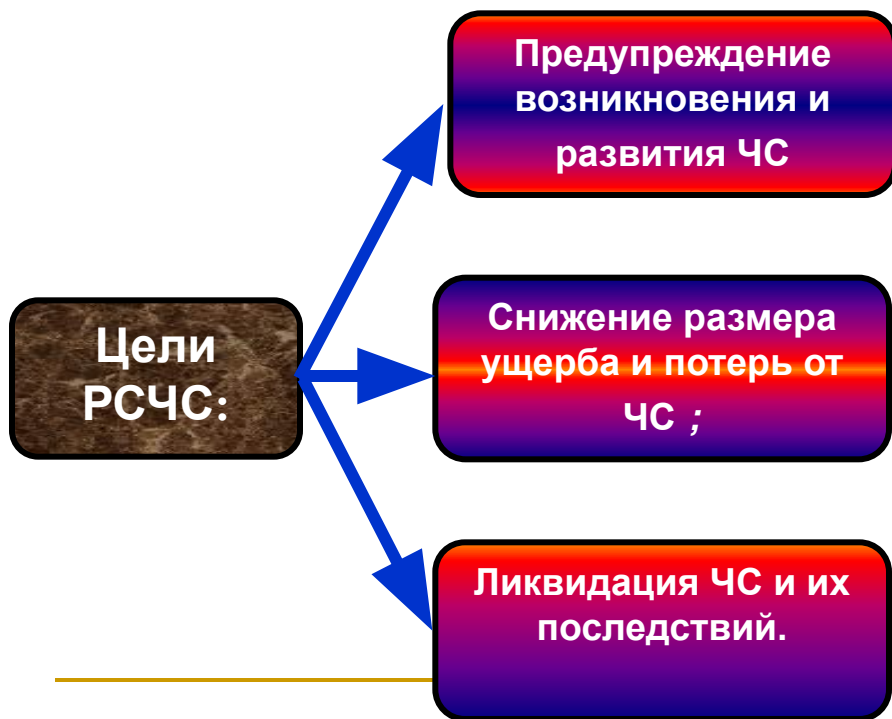 Предупреждение
возникновения и
развития ЧС
Цели
РСЧС:
Снижение размера
ущерба и потерь от
ЧС ;
Ликвидация ЧС и их
последствий.